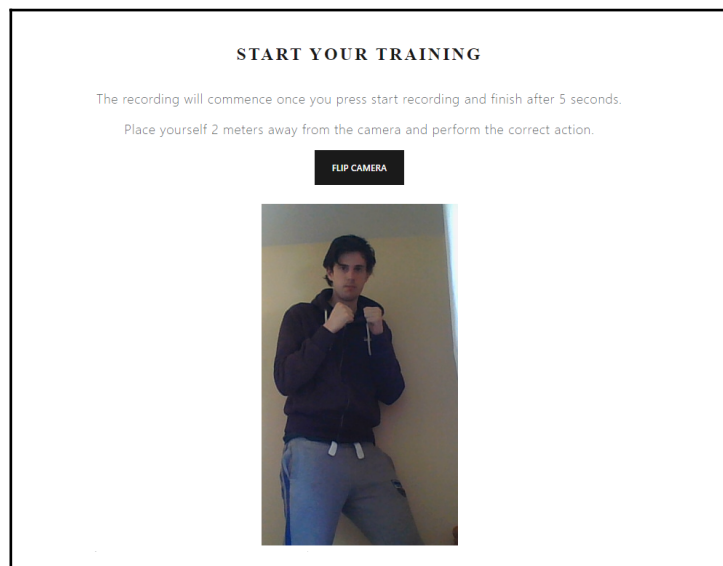 START YOUR TRAINING
The recording will commence once you press start recording and finish after 5 seconds.
Place yourself 2 meters away from the camera and perform the correct action.
FLIP CAMERA